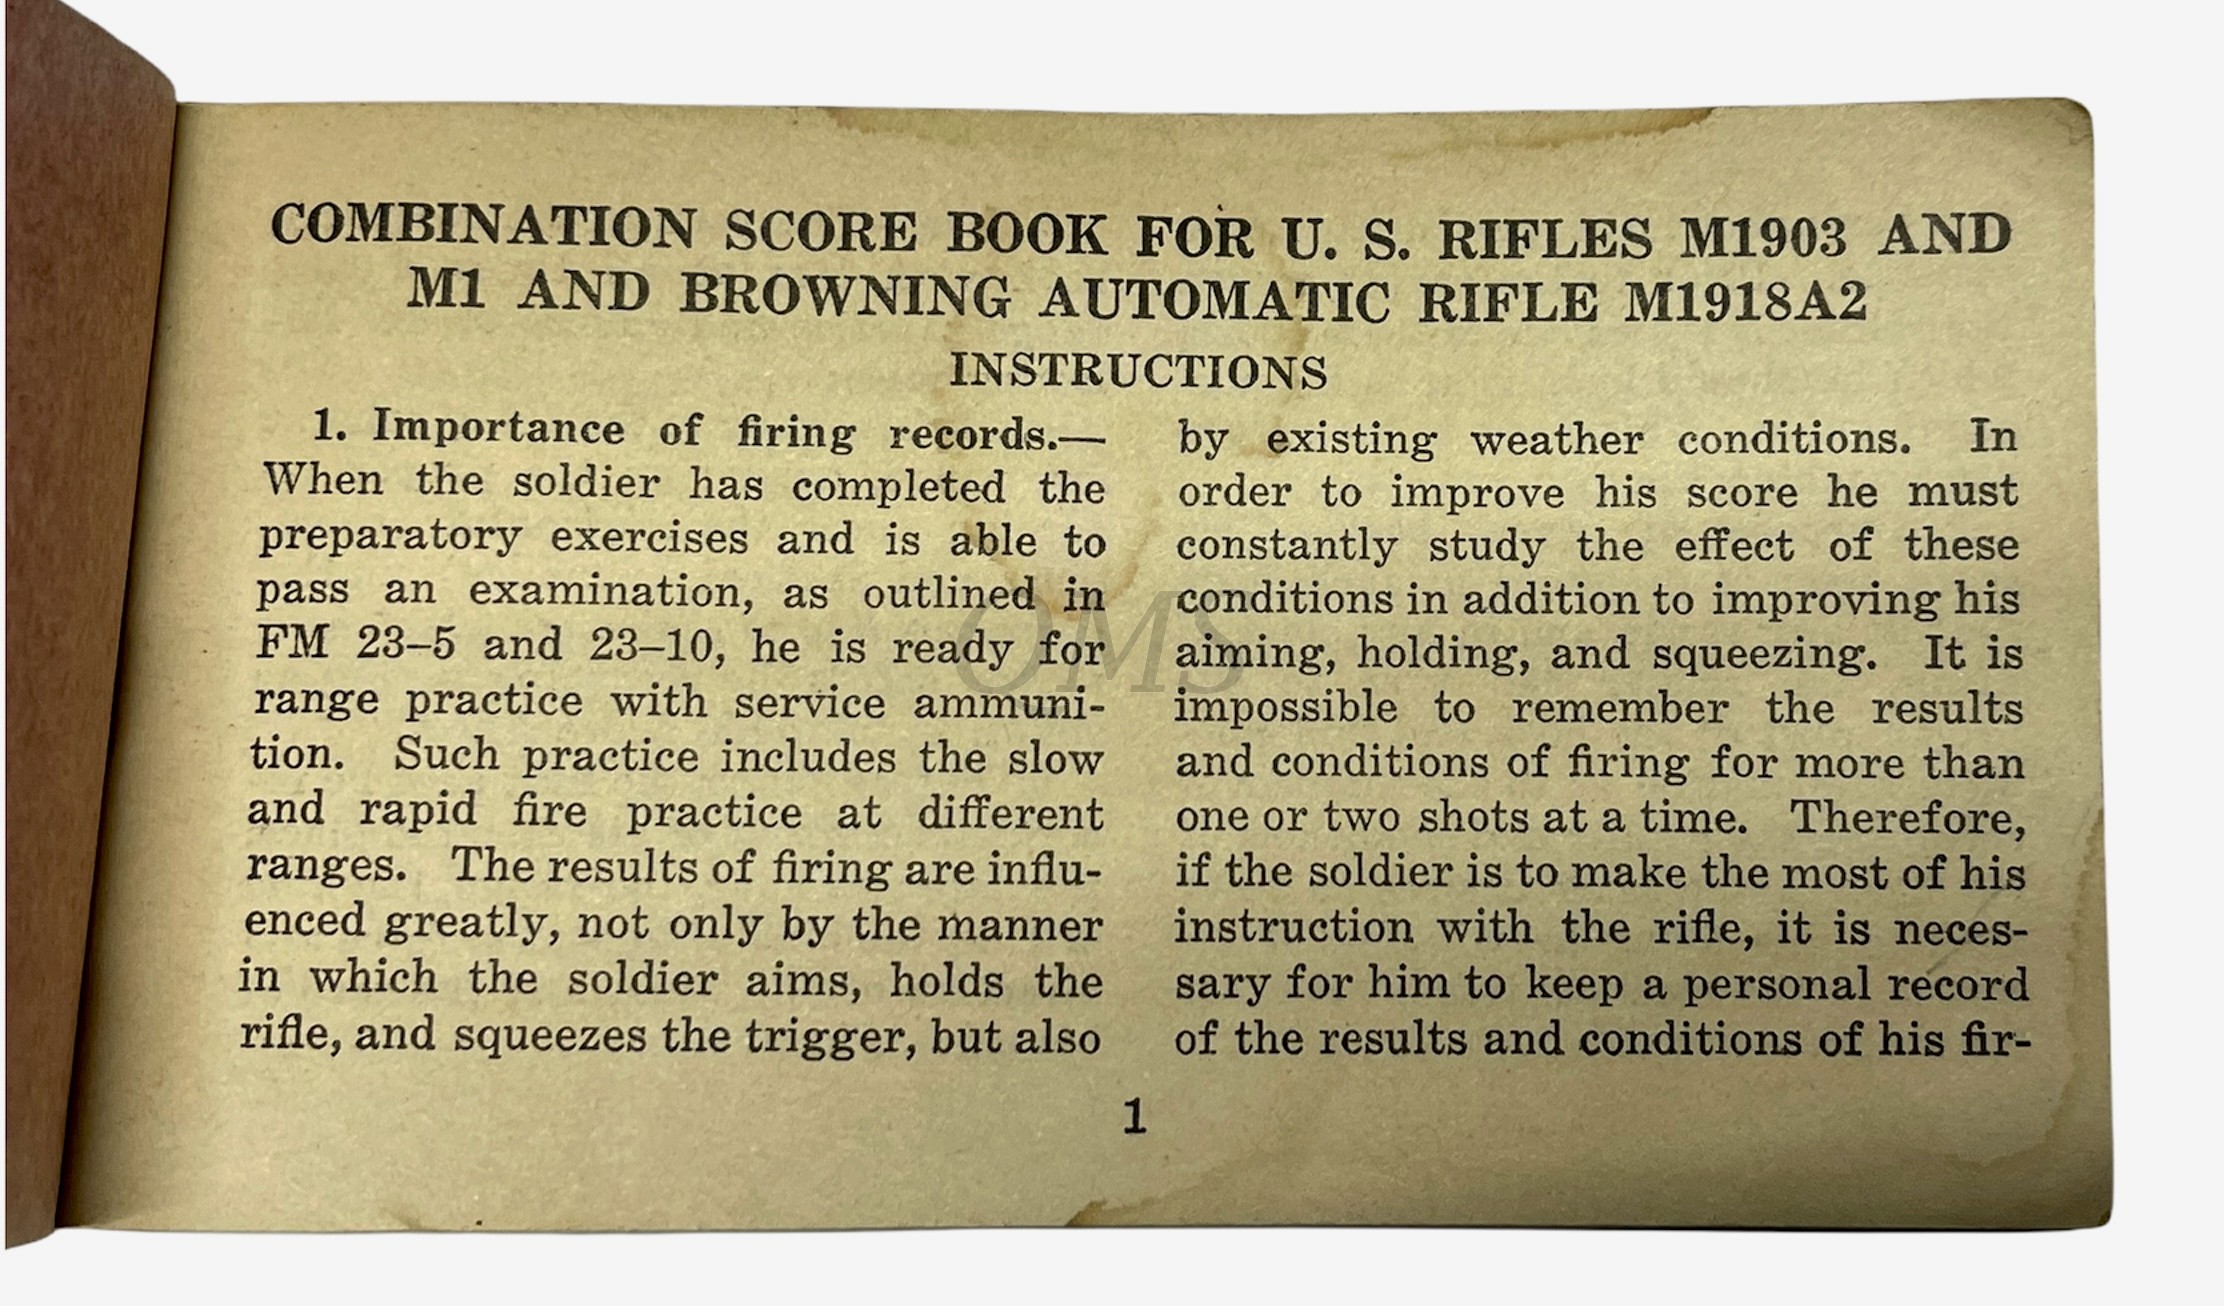 COMBINATION SCORE BOOK FOR U. S. RIFLES M1903 AND
M1 AND BROWNING AUTOMATIC RIFLE M1918A2
INSTRUCTIONS
1. Importance of firing records.—
When the soldier has completed the
preparatory exercises and is able to
pass an examination, as outlined in
FM 23–5 and 23–10, he is ready for
range practice with service ammuni-
tion. Such practice includes the slow
and rapid fire practice at different
ranges. The results of firing are influ-
enced greatly, not only by the manner
in which the soldier aims, holds the
rifle, and squeezes the trigger, but also
by existing weather conditions. In
order to improve his score he must
constantly study the effect of these
conditions in addition to improving his
aiming, holding, and squeezing. It is
impossible to remember the results
and conditions of firing for more than
one or two shots at a time. Therefore,
if the soldier is to make the most of his
instruction with the rifle, it is neces-
sary for him to keep a personal record
of the results and conditions of his fir-
1
OMS